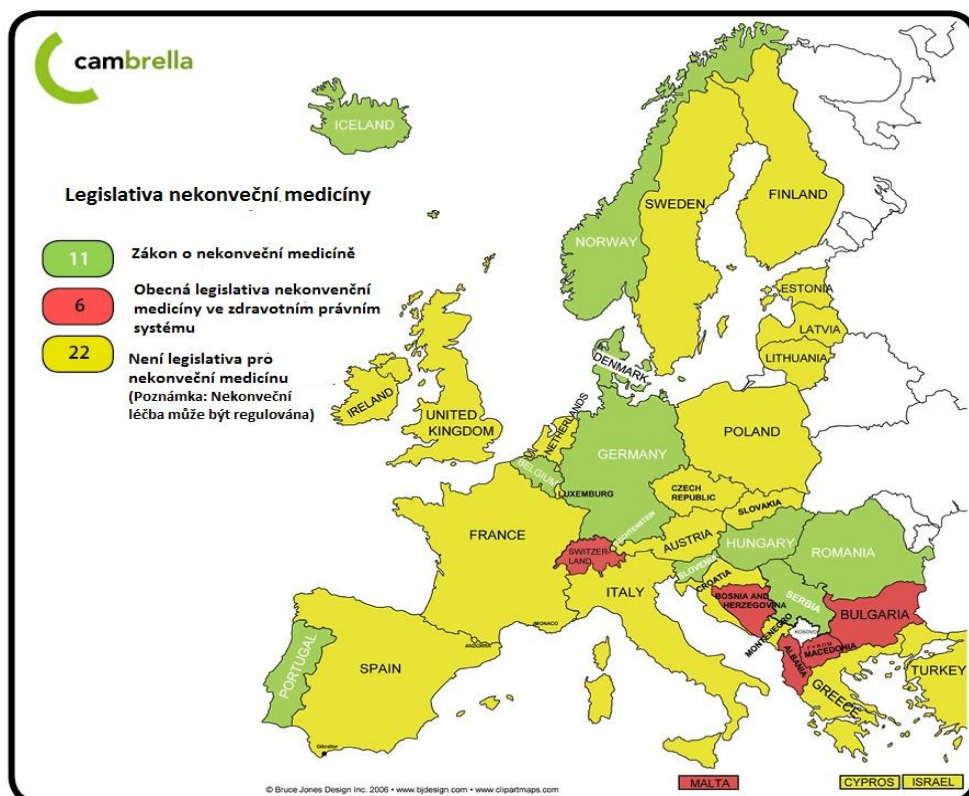 cambrella
ICELAND
Legislativa nekonveční medicíny
11
Zákon o nekonveční medicíně
6
Obecná legislativa nekonvenční
medicíny ve zdravotním právním
systému
22
Není legislativa pro
nekonveční medicínu
(Poznámka: Nekonveční
léčba může být regulována)
FINLAND
SWEDEN
NORWAY
ESTONIA
LATVIA
LITHUANIA
DENMARK
IRELAND
UNITED
KINGDOM
NETHERLANDS
POLAND
GERMANY
BELGIUM
LUXEMBURG
CZECH
REPUBLIC
SLOVAKIA
FRANCE
LIECHTENSTEIN
AUSTRIA
HUNGARY
ROMANIA
SWITZER
LAND
SLOVENIA
CROATIA
ITALY
BOSNIA AND
HERZEGOVINA
SERBIA
BULGARIA
MONACO
MONTENEGRO
KOSOVO
ANDORRA
FYROM
MACEDONIA
ALBANIA
PORTUGAL
SPAIN
GREECE
TURKEY
Gibraltar
MALTA
CYPROS
ISRAEL
© Bruce Jones Design Inc. 2006 • www.bjdesign.com • www.clipartmaps.com